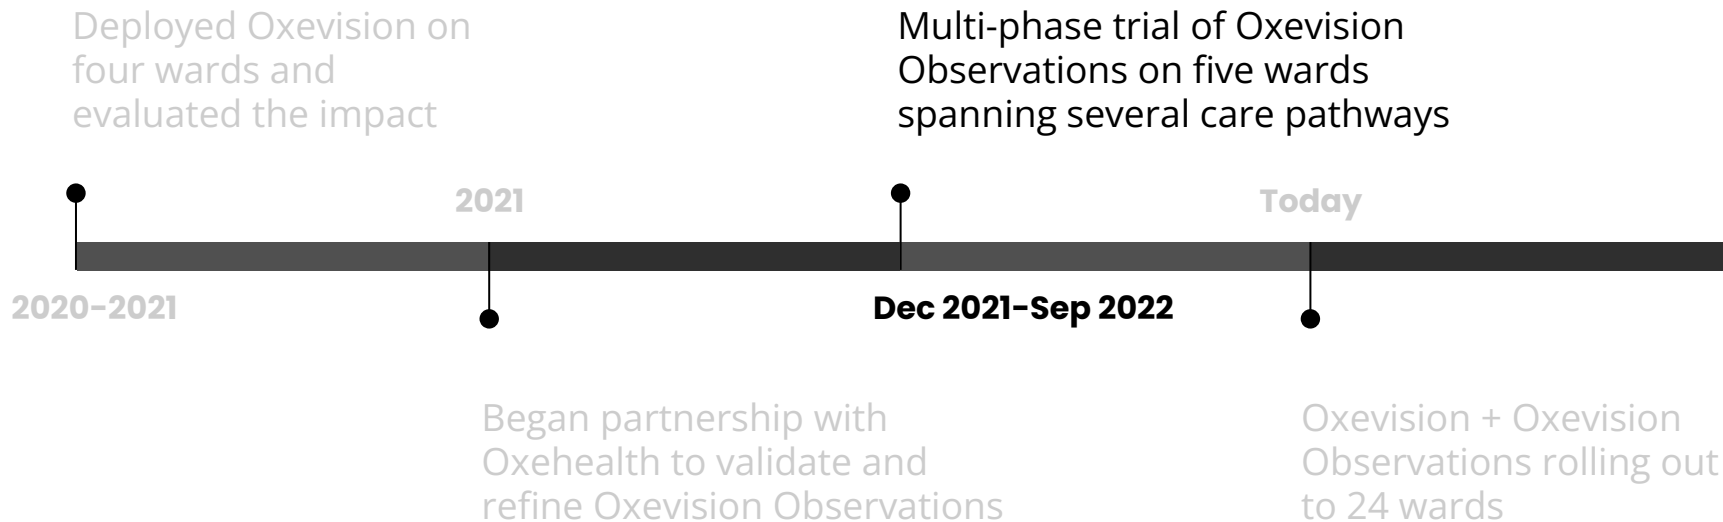 Deployed Oxevision on
four wards and
evaluated the impact
2020-2021
2021
Began partnership with
Oxehealth to validate and
refine Oxevision Observations
Multi-phase trial of Oxevision
Observations on five wards
spanning several care pathways
Dec 2021-Sep 2022
Today
Oxevision + Oxevision
Observations rolling out
to 24 wards